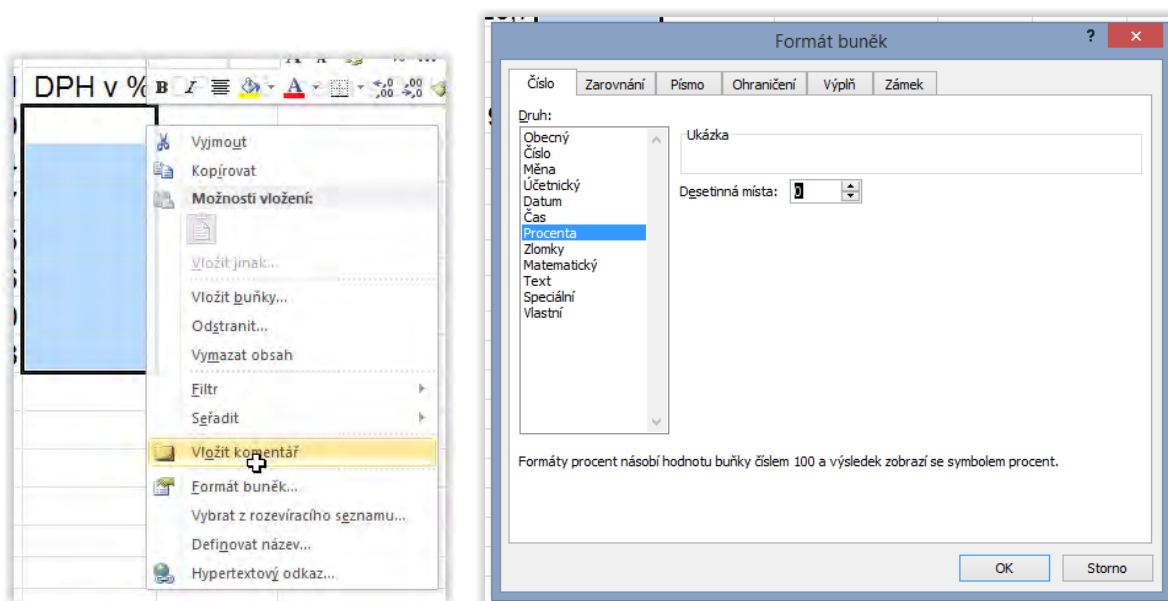 DPH v %
B I A
Vyjmout
Kopírovat
Možnosti vložení:
Vložit jinak...
Vložit buňky...
Odstranit...
Vymazat obsah
Filtr
Seřadit
Vložit komentář
Formát buněk...
Vybrat z rozevíracího seznamu...
Definovat název...
Hypertextový odkaz...
Formát buněk
Číslo Zarovnání Písmo Ohraničení Výplň Zámek
Druh:
Obecný
Číslo
Měna
Účetnický
Datum
Čas
Procenta
Zlomky
Matematický
Text
Speciální
Vlastní
Ukázka
Desetinná místa: 0
Formáty procent násobí hodnotu buňky číslem 100 a výsledek zobrazí se symbolem procent.
OK Storno